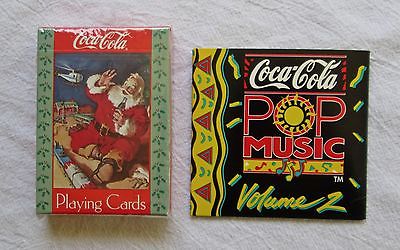 Coca-Cola
Playing Cards
Coca-Cola
POP
MUSIC
TM
Volume 2